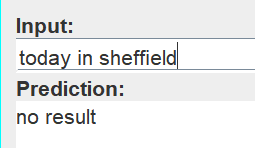 Input:
today in sheffield
Prediction:
no result